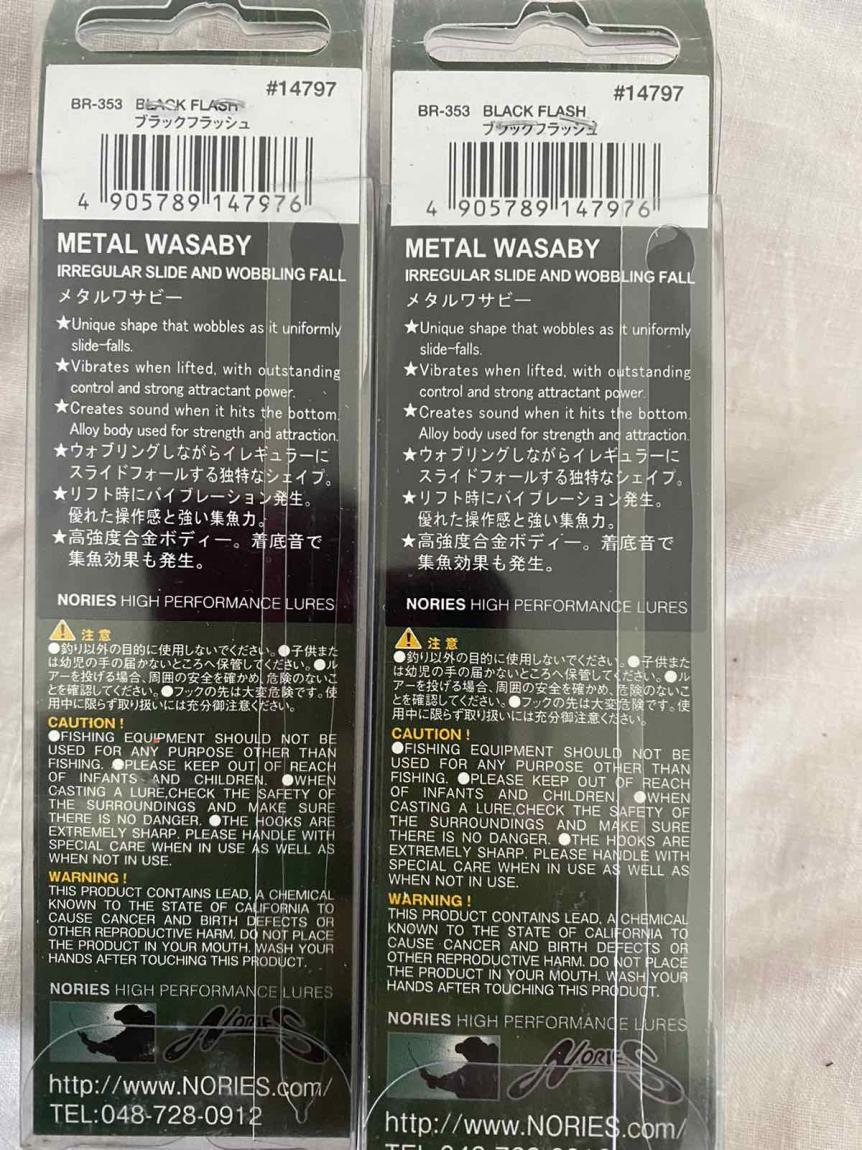 #14797
BR-353 BLACK FLASH
ブラックフラッシュ
4 905789 147976
METAL WASABY
IRREGULAR SLIDE AND WOBBLING FALL
メタルワサビー
★Unique shape that wobbles as it uniformly
slide-falls.
★Vibrates when lifted, with outstanding
control and strong attractant power.
★Creates sound when it hits the bottom.
Alloy body used for strength and attraction.
★ウォブリングしながらイレギュラーに
スライドフォールする独特なシェイプ。
★リフト時にバイブレーション発生。
優れた操作感と強い集魚力。
★高強度合金ボディー。着底音で
集魚効果も発生。
NORIES HIGH PERFORMANCE LURES
注意
●釣り以外の目的に使用しないでください。●子供また
は幼児の手の届かないところへ保管してください。●ル
アーを投げる場合、周囲の安全を確かめ、危険のないこ
とを確認してください。●フックの先は大変危険です。使
用中に限らず取り扱いには充分御注意ください。
CAUTION!
●FISHING EQUIPMENT SHOULD NOT BE
USED FOR ANY PURPOSE OTHER THAN
FISHING. ●PLEASE KEEP OUT OF REACH
OF INFANTS AND CHILDREN. ●WHEN
CASTING A LURE,CHECK THE SAFETY OF
THE SURROUNDINGS AND MAKE SURE
THERE IS NO DANGER. ●THE HOOKS ARE
EXTREMELY SHARP. PLEASE HANDLE WITH
SPECIAL CARE WHEN IN USE AS WELL AS
WHEN NOT IN USE.
WARNING!
THIS PRODUCT CONTAINS LEAD, A CHEMICAL
KNOWN TO THE STATE OF CALIFORNIA TO
CAUSE CANCER AND BIRTH DEFECTS OR
OTHER REPRODUCTIVE HARM. DO NOT PLACE
THE PRODUCT IN YOUR MOUTH. WASH YOUR
HANDS AFTER TOUCHING THIS PRODUCT.
NORIES HIGH PERFORMANCE LURES
NORIES
http://www.NORIES.com/
TEL:048-728-0912
#14797
BR-353 BLACK FLASH
ブラックフラッシュ
4 905789 147976
METAL WASABY
IRREGULAR SLIDE AND WOBBLING FALL
メタルワサビー
★Unique shape that wobbles as it uniformly
slide-falls.
★Vibrates when lifted, with outstanding
control and strong attractant power.
★Creates sound when it hits the bottom.
Alloy body used for strength and attraction.
★ウォブリングしながらイレギュラーに
スライドフォールする独特なシェイプ。
★リフト時にバイブレーション発生。
優れた操作感と強い集魚力。
★高強度合金ボディー。着底音で
集魚効果も発生。
NORIES HIGH PERFORMANCE LURES
注意
●釣り以外の目的に使用しないでください。●子供また
は幼児の手の届かないところへ保管してください。●ル
アーを投げる場合、周囲の安全を確かめ、危険のないこ
とを確認してください。●フックの先は大変危険です。使
用中に限らず取り扱いには充分御注意ください。
CAUTION!
●FISHING EQUIPMENT SHOULD NOT BE
USED FOR ANY PURPOSE OTHER THAN
FISHING. ●PLEASE KEEP OUT OF REACH
OF INFANTS AND CHILDREN. ●WHEN
CASTING A LURE,CHECK THE SAFETY OF
THE SURROUNDINGS AND MAKE SURE
THERE IS NO DANGER. ●THE HOOKS ARE
EXTREMELY SHARP. PLEASE HANDLE WITH
SPECIAL CARE WHEN IN USE AS WELL AS
WHEN NOT IN USE.
WARNING!
THIS PRODUCT CONTAINS LEAD, A CHEMICAL
KNOWN TO THE STATE OF CALIFORNIA TO
CAUSE CANCER AND BIRTH DEFECTS OR
OTHER REPRODUCTIVE HARM. DO NOT PLACE
THE PRODUCT IN YOUR MOUTH. WASH YOUR
HANDS AFTER TOUCHING THIS PRODUCT.
NORIES HIGH PERFORMANCE LURES
NORIES
http://www.NORIES.com/